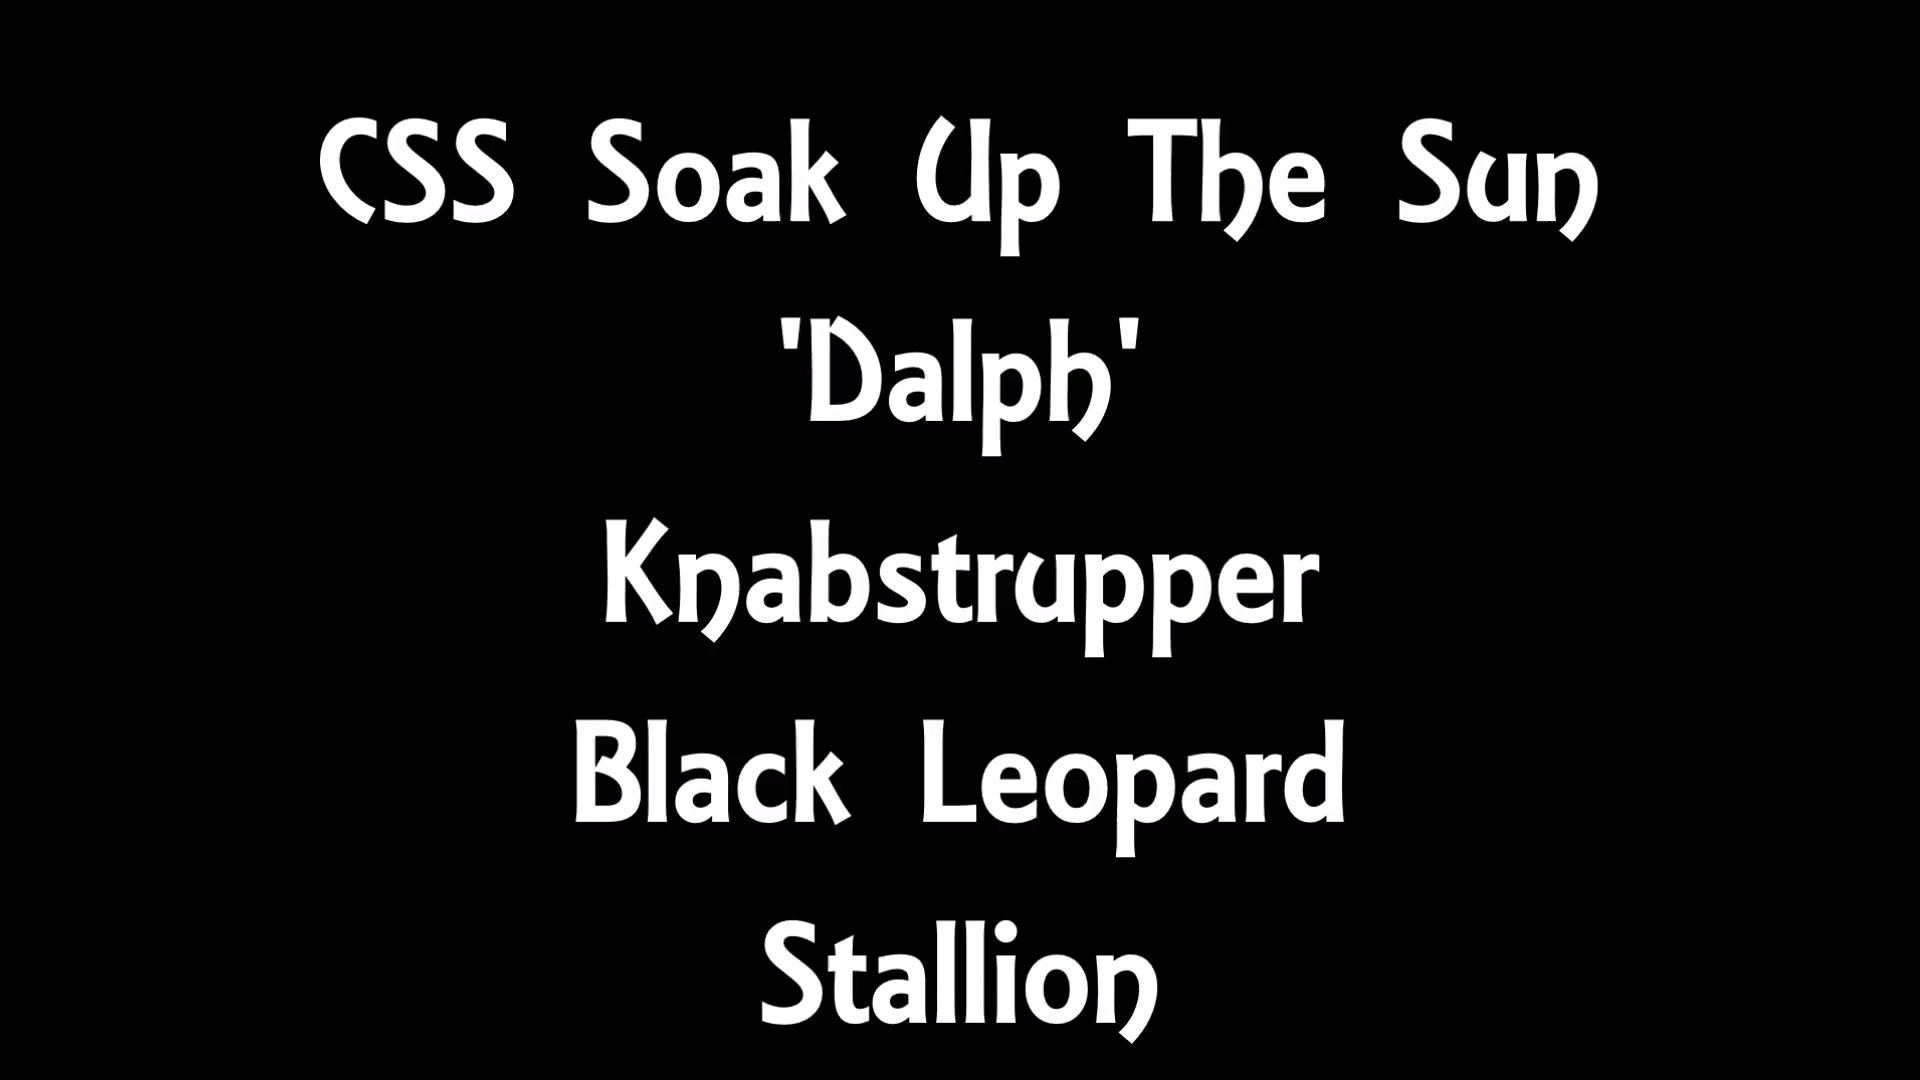 CSS Soak Up The Sun
'Dalph'
Knabstrupper
Black Leopard
Stallion